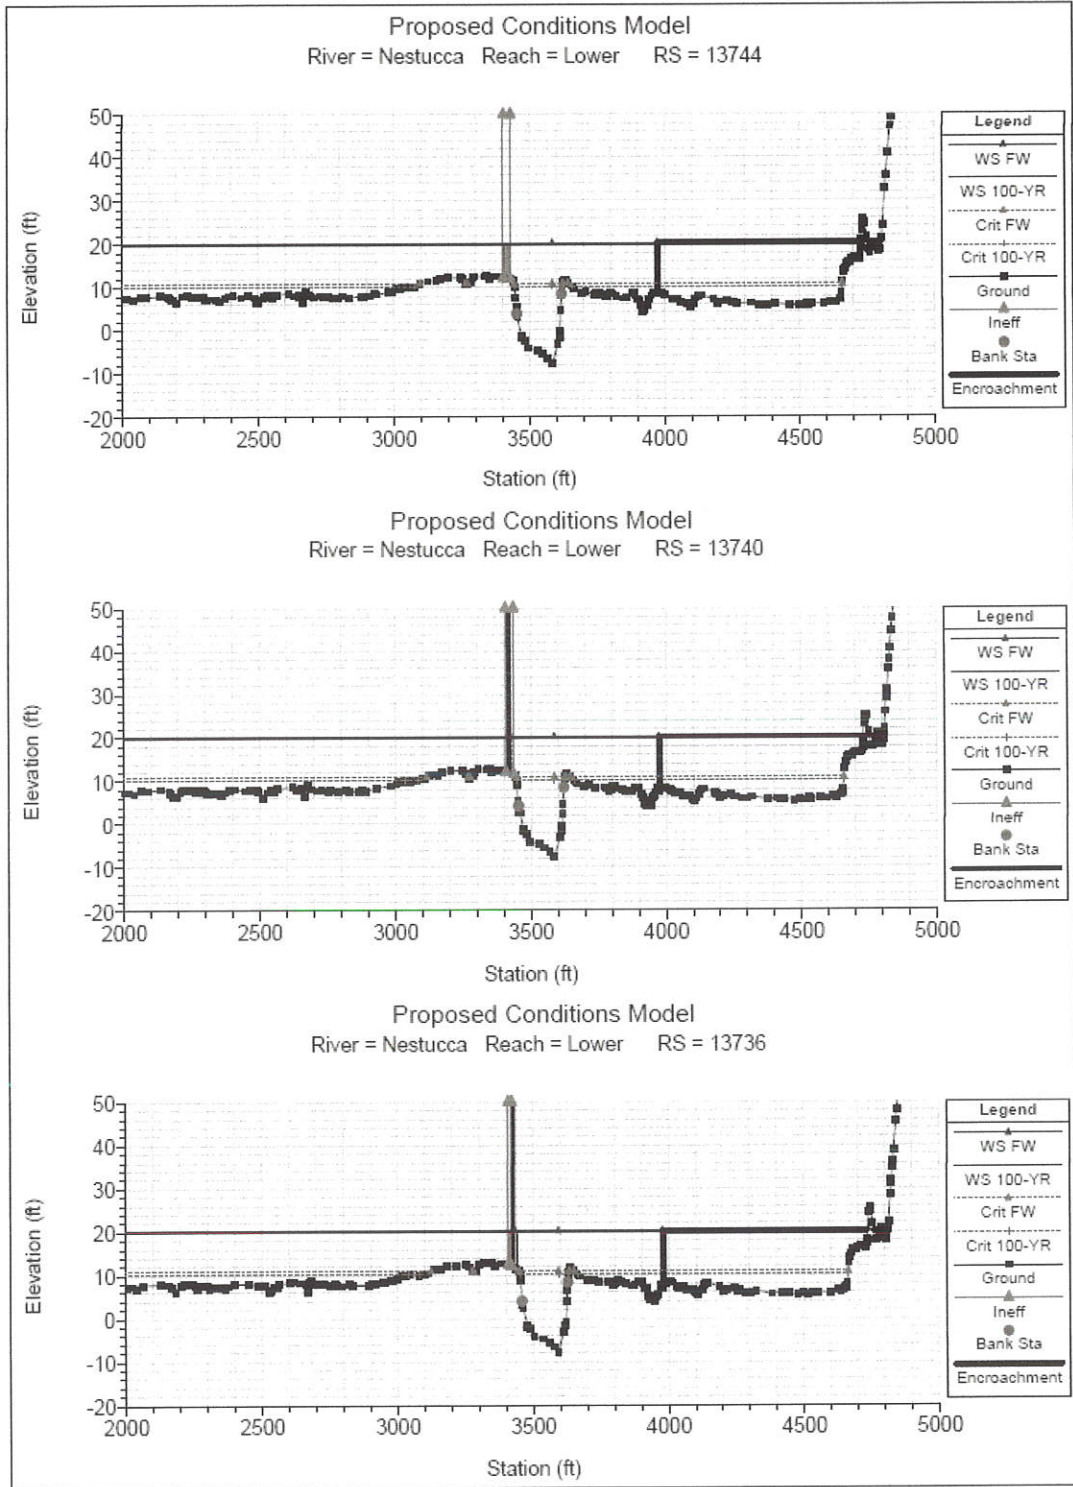 Proposed Conditions Model
River = Nestucca Reach = Lower RS = 13744
Elevation (ft)
50
40
30
20
10
0
-10
-20
2000 2500 3000 3500 4000 4500 5000
Station (ft)
Legend
WS FW
WS 100-YR
Crit FW
Crit 100-YR
Ground
Ineff
Bank Sta
Encroachment
Proposed Conditions Model
River = Nestucca Reach = Lower RS = 13740
Elevation (ft)
50
40
30
20
10
0
-10
-20
2000 2500 3000 3500 4000 4500 5000
Station (ft)
Legend
WS FW
WS 100-YR
Crit FW
Crit 100-YR
Ground
Ineff
Bank Sta
Encroachment
Proposed Conditions Model
River = Nestucca Reach = Lower RS = 13736
Elevation (ft)
50
40
30
20
10
0
-10
-20
2000 2500 3000 3500 4000 4500 5000
Station (ft)
Legend
WS FW
WS 100-YR
Crit FW
Crit 100-YR
Ground
Ineff
Bank Sta
Encroachment